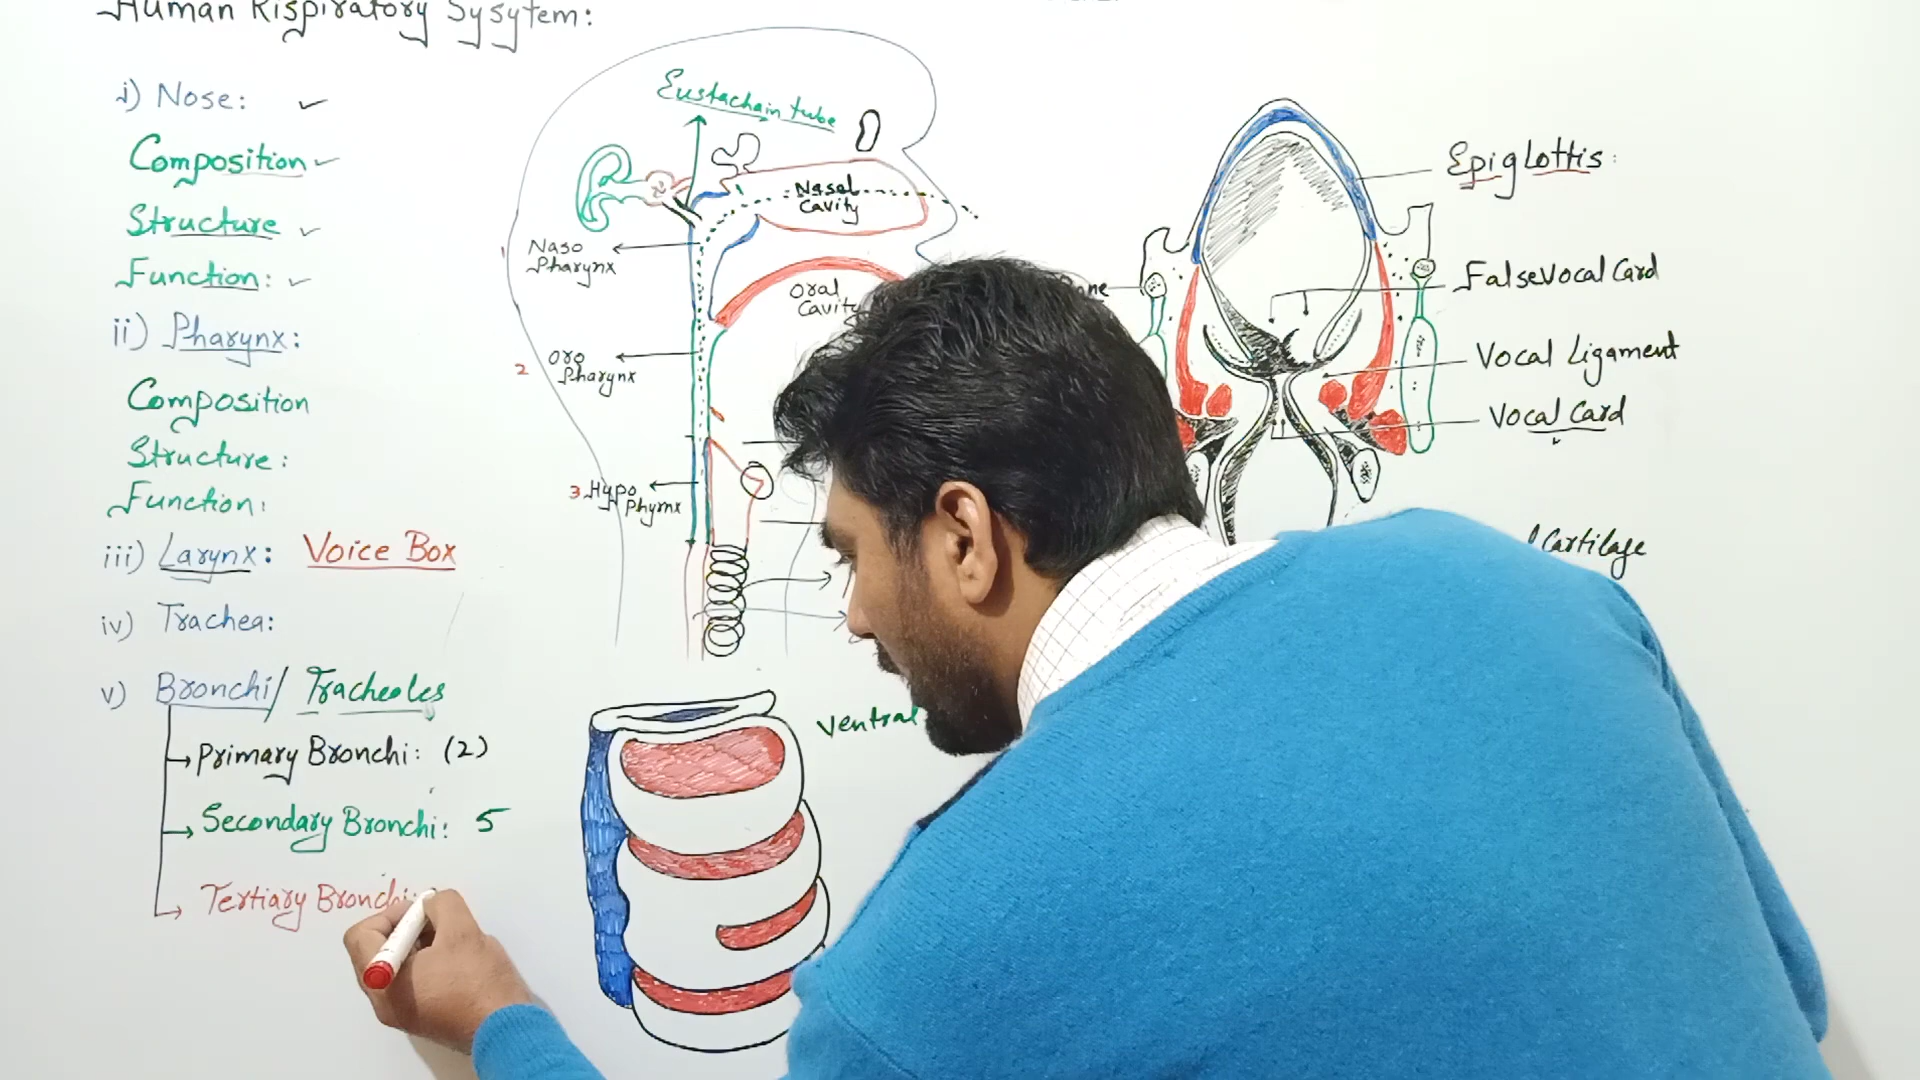 Human Rispiratory Sysytem:
i) Nose:
Composition
Structure
Function:
ii) Pharynx:
Composition
Structure:
Function:
iii) Larynx: Voice Box
iv) Trachea:
v) Bronchi/ Tracheoles
Primary Bronchi: (2)
Secondary Bronchi: 5
Tertiary Bronchi:
Eustachain tube
Nasal
Cavity
1 Naso
Pharynx
Oral
Cavity
2 Oro
Pharynx
3 Hypo
Phyrnx
Ventral
Epiglottis:
False Vocal Card
Vocal Ligament
Vocal Card
Cartilage